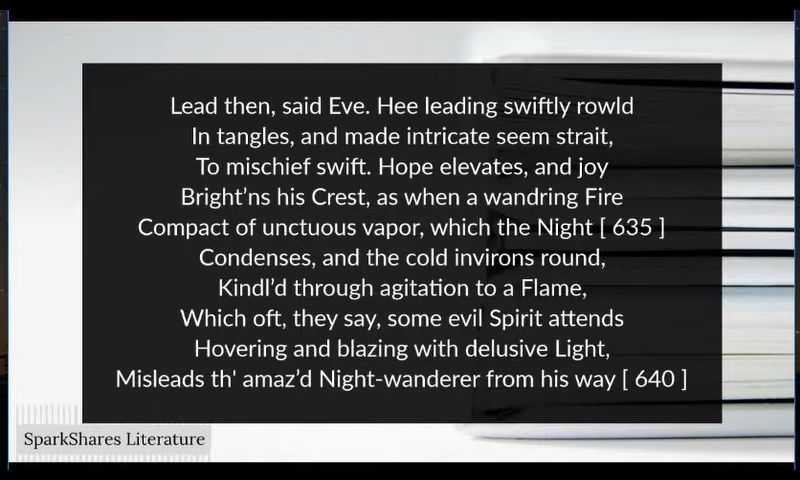 Lead then, said Eve. Hee leading swiftly rowld
In tangles, and made intricate seem strait,
To mischief swift. Hope elevates, and joy
Bright’ns his Crest, as when a wandring Fire
Compact of unctuous vapor, which the Night [ 635 ]
Condenses, and the cold invirons round,
Kindl’d through agitation to a Flame,
Which oft, they say, some evil Spirit attends
Hovering and blazing with delusive Light,
Misleads th' amaz’d Night-wanderer from his way [ 640 ]
SparkShares Literature